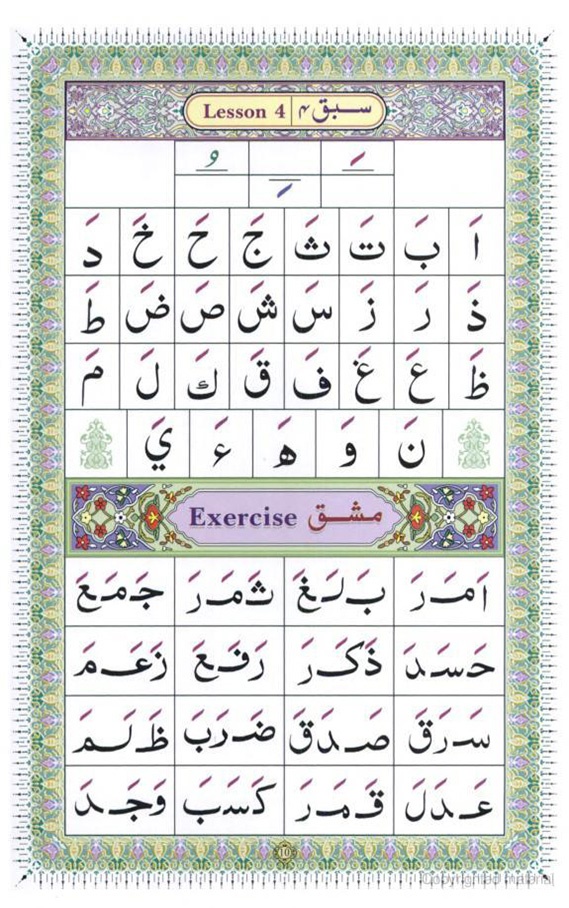 Lesson 4 | سبق ۴
َ ُ
ِ
اَ بَ تَ ثَ جَ حَ خَ دَ
ذَ رَ زَ سَ شَ صَ ضَ طَ
ظَ عَ غَ فَ قَ كَ لَ مَ
نَ وَ هَ ءَ يَ
Exercise مشق
اَمَرَ بَلَغَ ثَمَرَ جَمَعَ
حَسَدَ ذَكَرَ رَفَعَ زَعَمَ
سَرَقَ صَدَقَ ضَرَبَ ظَلَمَ
عَدَلَ قَمَرَ كَسَبَ وَجَدَ
10
Copyrighted material